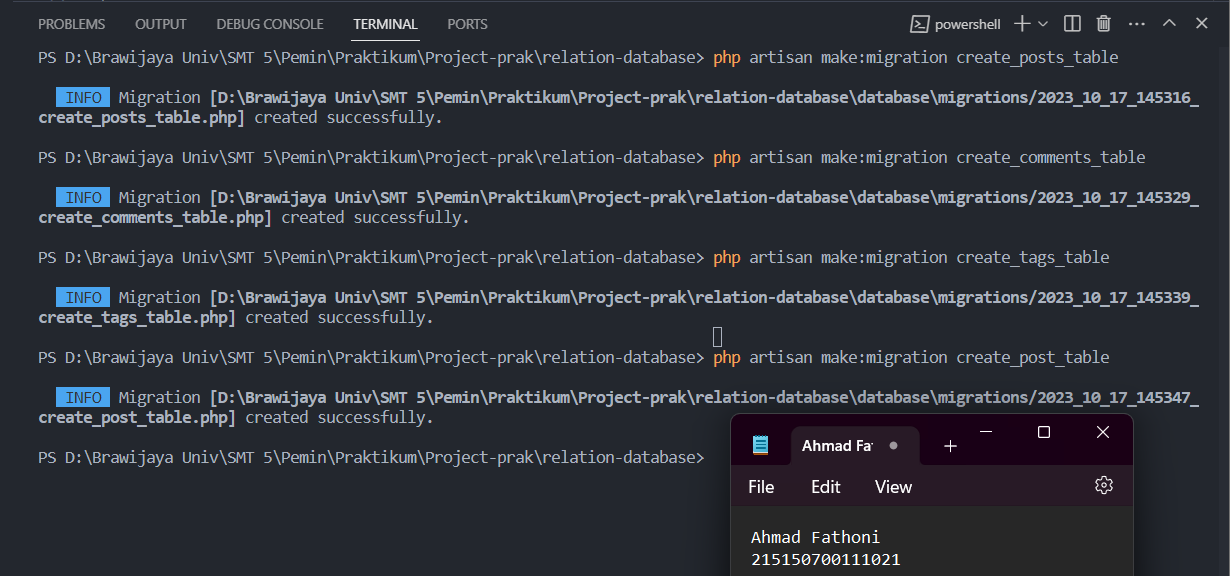 PROBLEMS OUTPUT DEBUG CONSOLE TERMINAL PORTS powershell
PS D:\Brawijaya Univ\SMT 5\Pemin\Praktikum\Project-prak\relation-database> php artisan make:migration create_posts_table
INFO Migration [D:\Brawijaya Univ\SMT 5\Pemin\Praktikum\Project-prak\relation-database\database\migrations/2023_10_17_145316_
create_posts_table.php] created successfully.
PS D:\Brawijaya Univ\SMT 5\Pemin\Praktikum\Project-prak\relation-database> php artisan make:migration create_comments_table
INFO Migration [D:\Brawijaya Univ\SMT 5\Pemin\Praktikum\Project-prak\relation-database\database\migrations/2023_10_17_145329_
create_comments_table.php] created successfully.
PS D:\Brawijaya Univ\SMT 5\Pemin\Praktikum\Project-prak\relation-database> php artisan make:migration create_tags_table
INFO Migration [D:\Brawijaya Univ\SMT 5\Pemin\Praktikum\Project-prak\relation-database\database\migrations/2023_10_17_145339_
create_tags_table.php] created successfully.
PS D:\Brawijaya Univ\SMT 5\Pemin\Praktikum\Project-prak\relation-database> php artisan make:migration create_post_table
INFO Migration [D:\Brawijaya Univ\SMT 5\Pemin\Praktikum\Project-prak\relation-database\database\migrations/2023_10_17_145347_
create_post_table.php] created successfully.
PS D:\Brawijaya Univ\SMT 5\Pemin\Praktikum\Project-prak\relation-database>
Ahmad Fa
File Edit View
Ahmad Fathoni
215150700111021